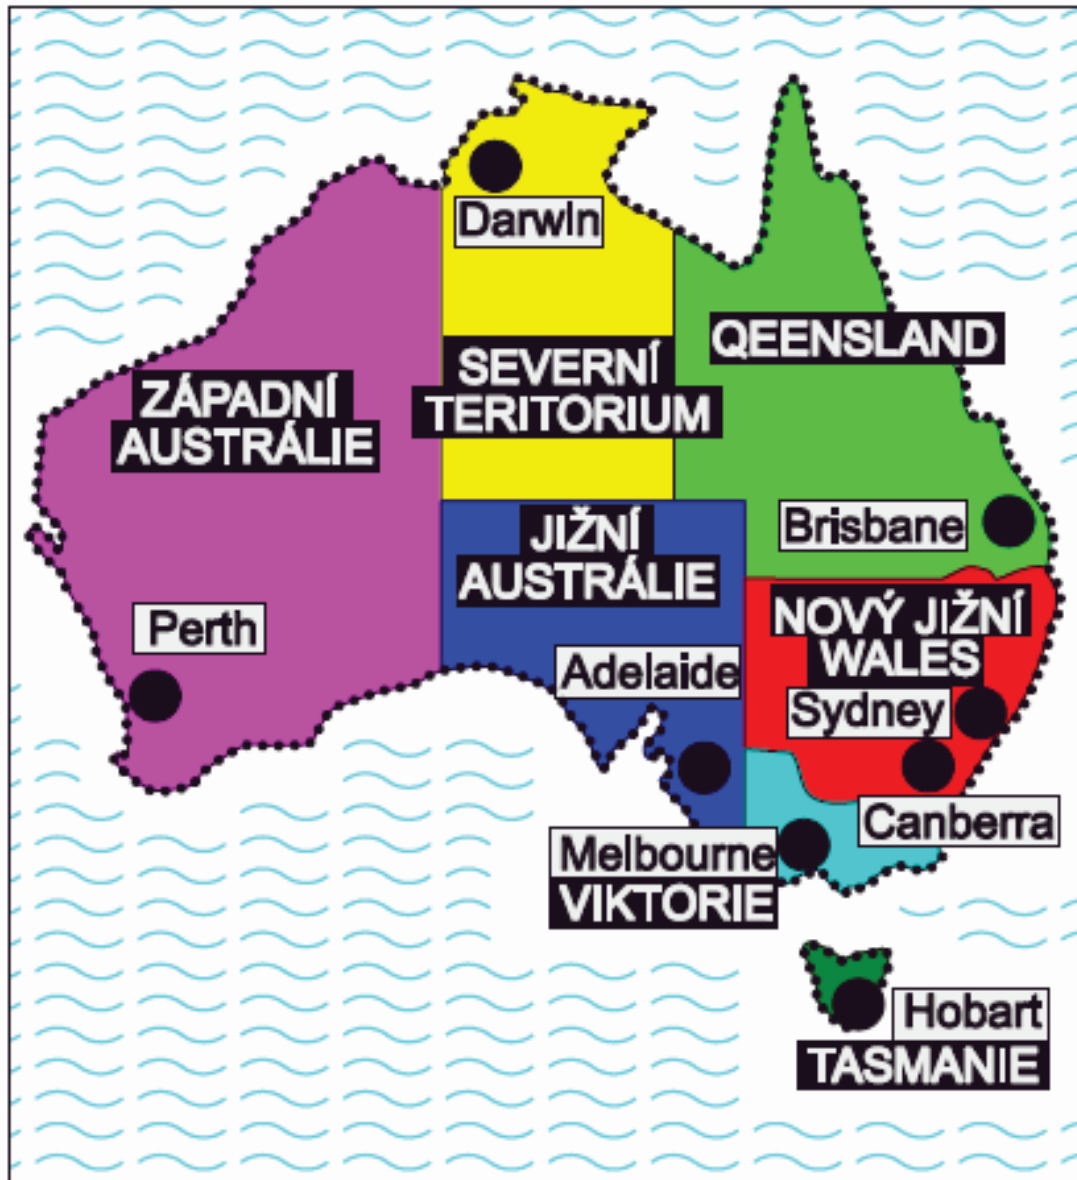 Darwin
QEENSLAND
SEVERNÍ
TERITORIUM
ZÁPADNÍ
AUSTRÁLIE
Brisbane
JIŽNÍ
AUSTRÁLIE
NOVÝ JIŽNÍ
WALES
Perth
Adelaide
Sydney
Canberra
Melbourne
VIKTORIE
Hobart
TASMANIE